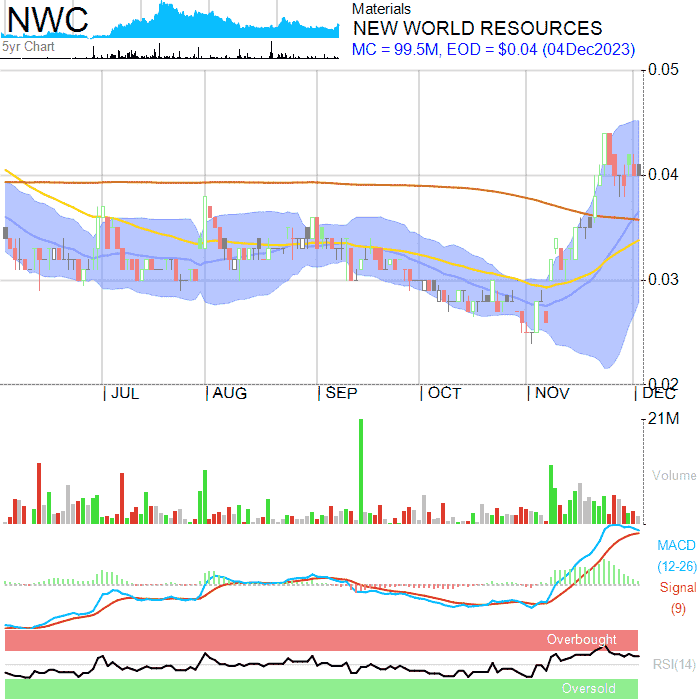 NWC
5yr Chart
Materials
NEW WORLD RESOURCES
MC = 99.5M, EOD = $0.04 (04Dec2023)
0.05
0.04
0.03
0.02
JUL AUG SEP OCT NOV DEC
21M
Volume
MACD
(12-26)
Signal
(9)
Overbought
RSI(14)
Oversold